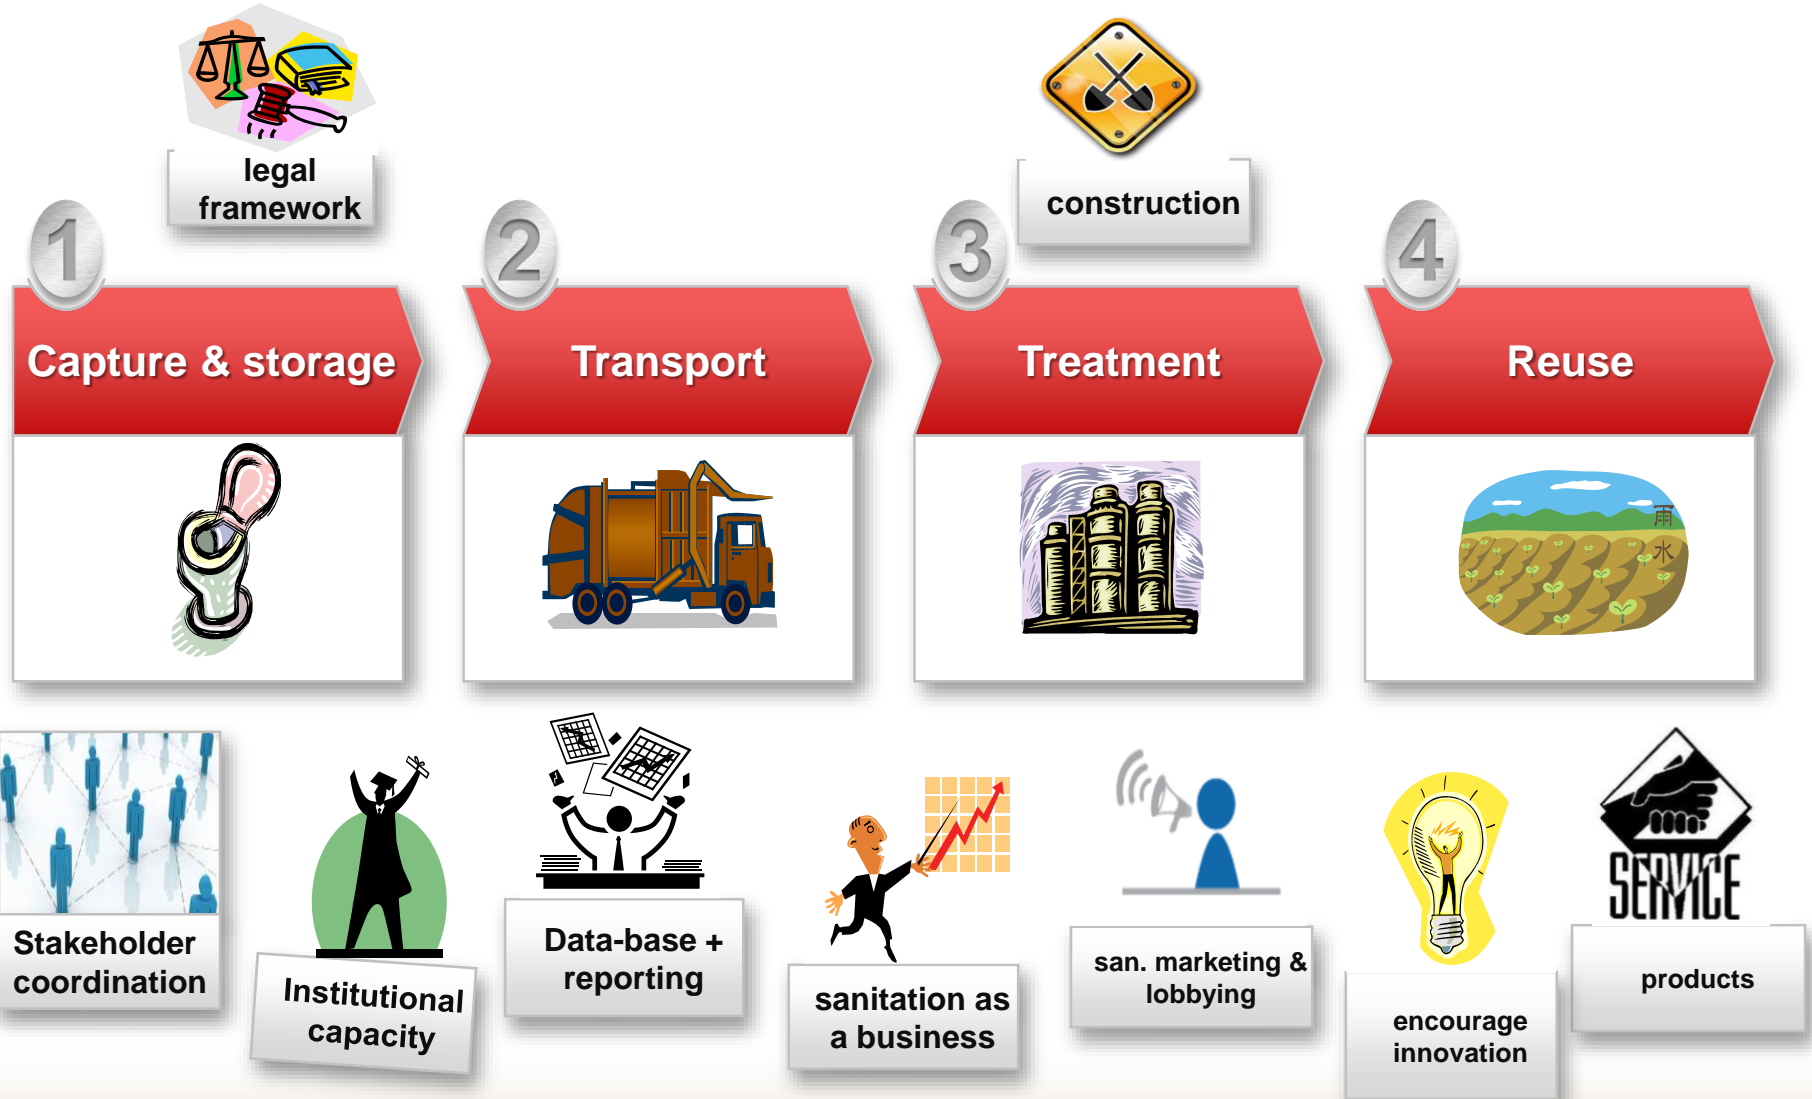 legal
framework
construction
1
2
3
4
Capture & storage
Transport
Treatment
Reuse
雨
水
SERVICE
Stakeholder
coordination
Institutional
capacity
Data-base +
reporting
sanitation as
a business
san. marketing &
lobbying
encourage
innovation
products